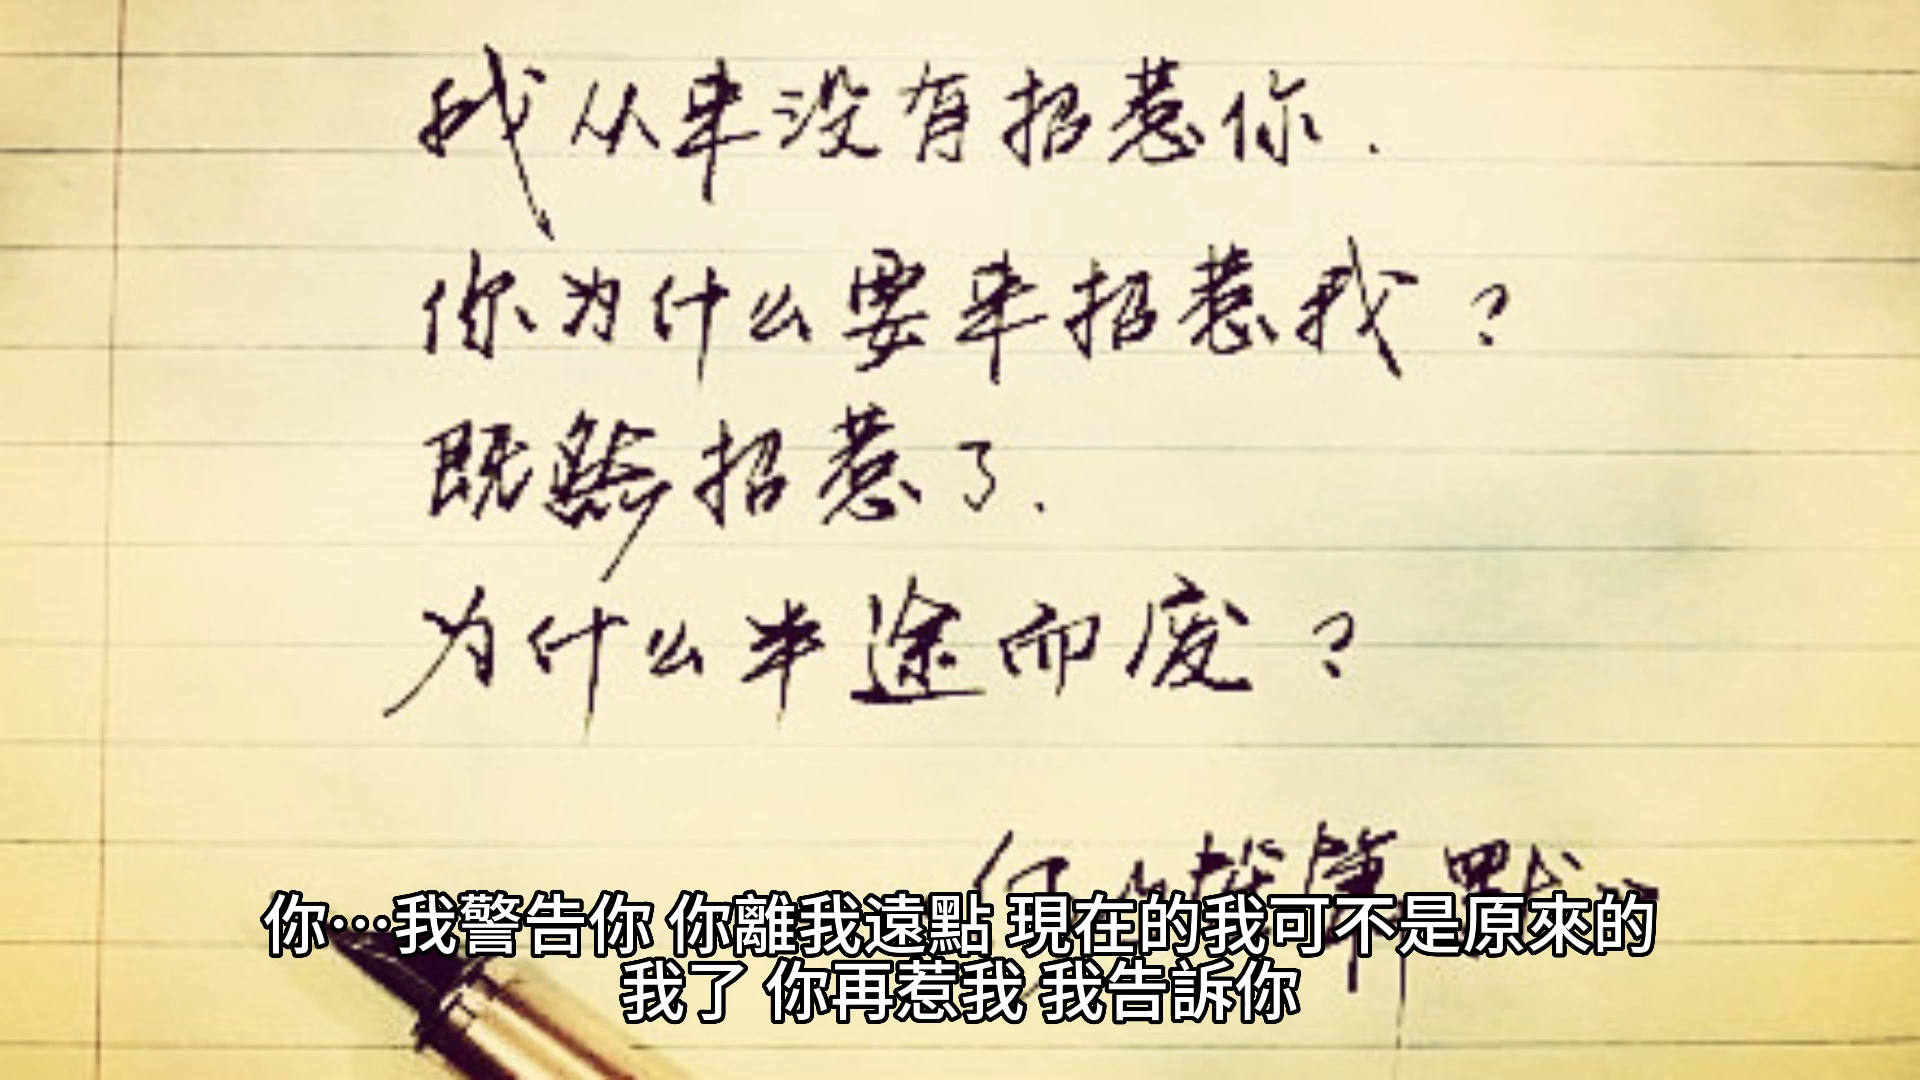 我从来没有招惹你.
你为什么要来招惹我?
既然招惹了.
为什么半途而废?
你…我警告你 你離我遠點 現在的我可不是原來的
我了 你再惹我 我告訴你